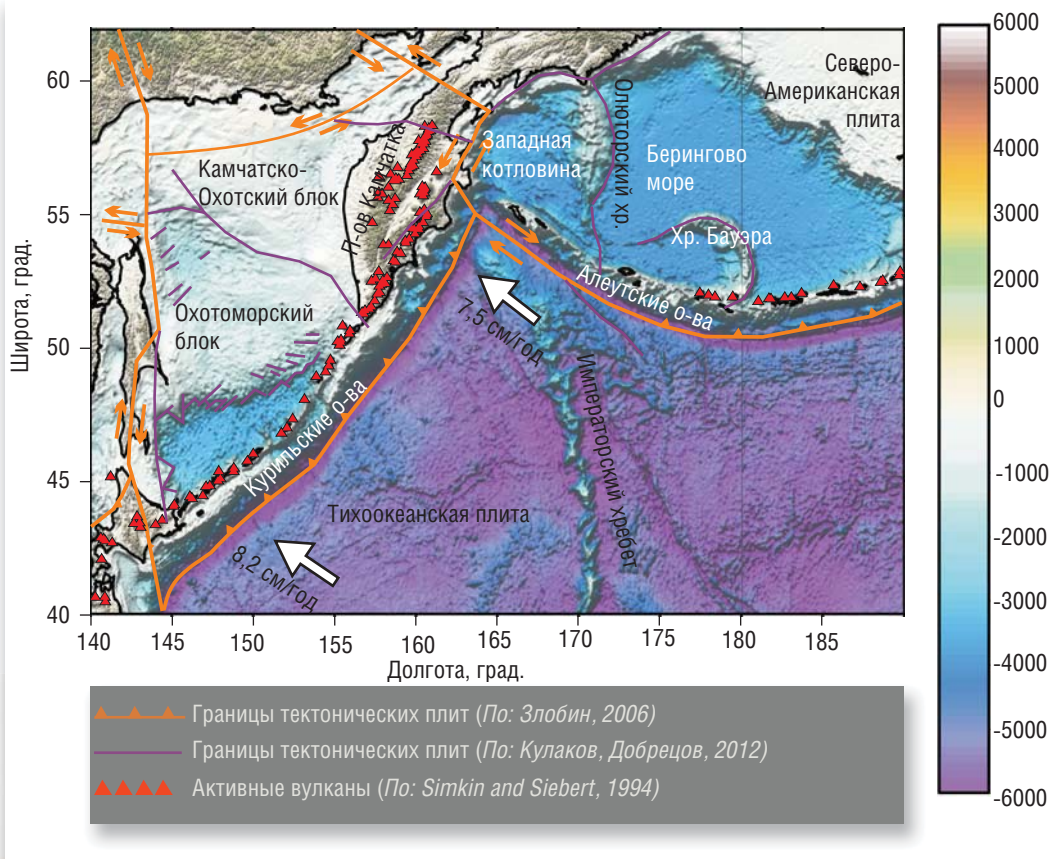 6000
5000
4000
3000
2000
1000
0
-1000
-2000
-3000
-4000
-5000
-6000
Широта, град.
60
55
50
45
40
Северо-
Американская
плита
Олюторский хр.
Западная
котловина
Берингово
море
Камчатско-
Охотский блок
П-ов Камчатка
Хр. Бауэра
Алеутские о-ва
7,5 см/год
Охотоморский
блок
Курильские о-ва
Императорский хребет
Тихоокеанская плита
8,2 см/год
140 145 150 155 160 165 170 175 180 185
Долгота, град.
Границы тектонических плит (По: Злобин, 2006)
Границы тектонических плит (По: Кулаков, Добрецов, 2012)
Активные вулканы (По: Simkin and Siebert, 1994)